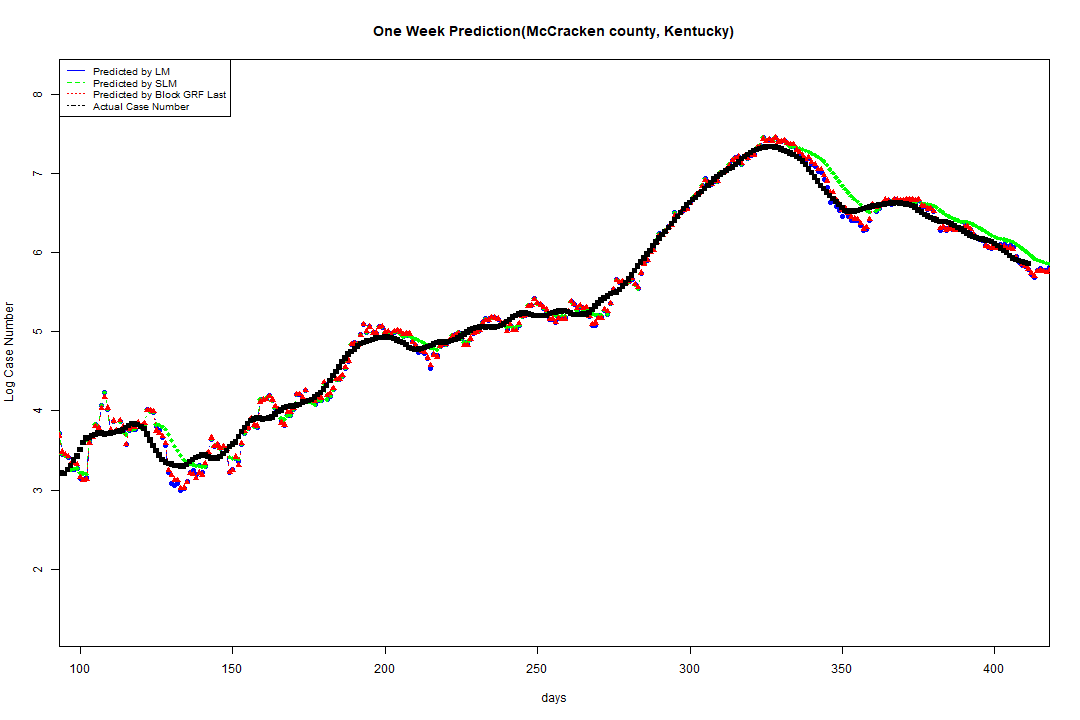 One Week Prediction(McCracken county, Kentucky)
Predicted by LM
Predicted by SLM
Predicted by Block GRF Last
Actual Case Number
8
7
6
5
4
3
2
Log Case Number
100 150 200 250 300 350 400
days